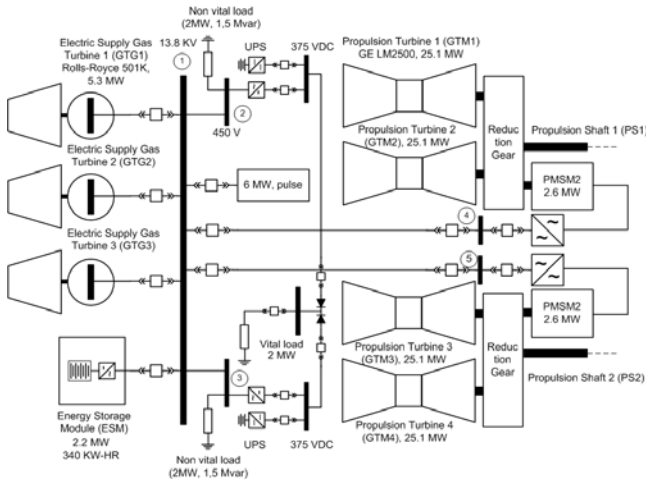 Non vital load
(2MW, 1,5 Mvar)
Electric Supply Gas
Turbine 1 (GTG1)
Rolls-Royce 501K,
5.3 MW
13.8 KV
1
UPS
375 VDC
2
450 V
Propulsion Turbine 1 (GTM1)
GE LM2500, 25.1 MW
Electric Supply Gas
Turbine 2 (GTG2)
6 MW, pulse
Propulsion Turbine 2
(GTM2), 25.1 MW
Reduc
tion
Gear
Propulsion Shaft 1 (PS1)
PMSM2
2.6 MW
Electric Supply Gas
Turbine 3 (GTG3)
4
~
~
5
~
~
Vital load
2 MW
Propulsion Turbine 3
(GTM3), 25.1 MW
Reduc
tion
Gear
PMSM2
2.6 MW
Propulsion Shaft 2 (PS2)
3
Energy Storage
Module (ESM)
2.2 MW
340 KW-HR
UPS
375 VDC
Non vital load
(2MW, 1,5 Mvar)
Propulsion Turbine 4
(GTM4), 25.1 MW